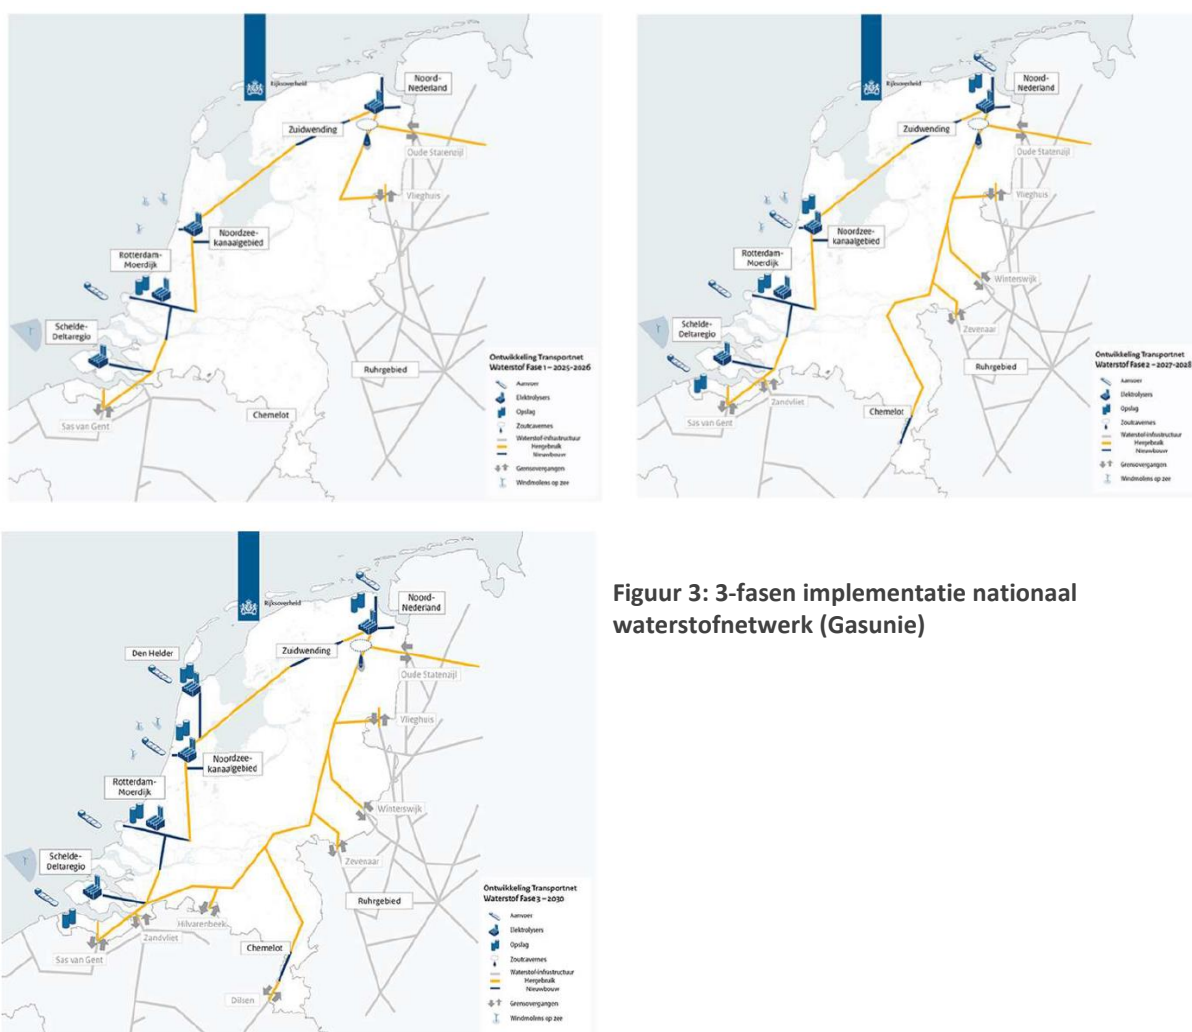 Rijksoverheid
Noord-
Nederland
Zuidwending
Oude Statenzijl
Vlieghuis
Noordzee-
kanaalgebied
Rotterdam-
Moerdijk
Schelde-
Deltaregio
Ruhrgebied
Chemelot
Sas van Gent
Ontwikkeling Transportnet
Waterstof Fase 1 – 2025-2026
Aanvoer
Elektrolysers
Opslag
Zoutcavernes
Waterstof-infrastructuur
Hergebruik
Nieuwbouw
Grensovergangen
Windmolens op zee
Rijksoverheid
Noord-
Nederland
Zuidwending
Oude Statenzijl
Vlieghuis
Noordzee-
kanaalgebied
Rotterdam-
Moerdijk
Winterswijk
Zevenaar
Schelde-
Deltaregio
Ruhrgebied
Zandvliet
Chemelot
Sas van Gent
Ontwikkeling Transportnet
Waterstof Fase 2 – 2027-2028
Aanvoer
Elektrolysers
Opslag
Zoutcavernes
Waterstof-infrastructuur
Hergebruik
Nieuwbouw
Grensovergangen
Windmolens op zee
Rijksoverheid
Noord-
Nederland
Den Helder
Zuidwending
Oude Statenzijl
Vlieghuis
Noordzee-
kanaalgebied
Rotterdam-
Moerdijk
Winterswijk
Zevenaar
Schelde-
Deltaregio
Ruhrgebied
Hilvarenbeek
Zandvliet
Sas van Gent
Chemelot
Dilsen
Ontwikkeling Transportnet
Waterstof Fase 3 – 2030
Aanvoer
Elektrolysers
Opslag
Zoutcavernes
Waterstof-infrastructuur
Hergebruik
Nieuwbouw
Grensovergangen
Windmolens op zee
Figuur 3: 3-fasen implementatie nationaal
waterstofnetwerk (Gasunie)